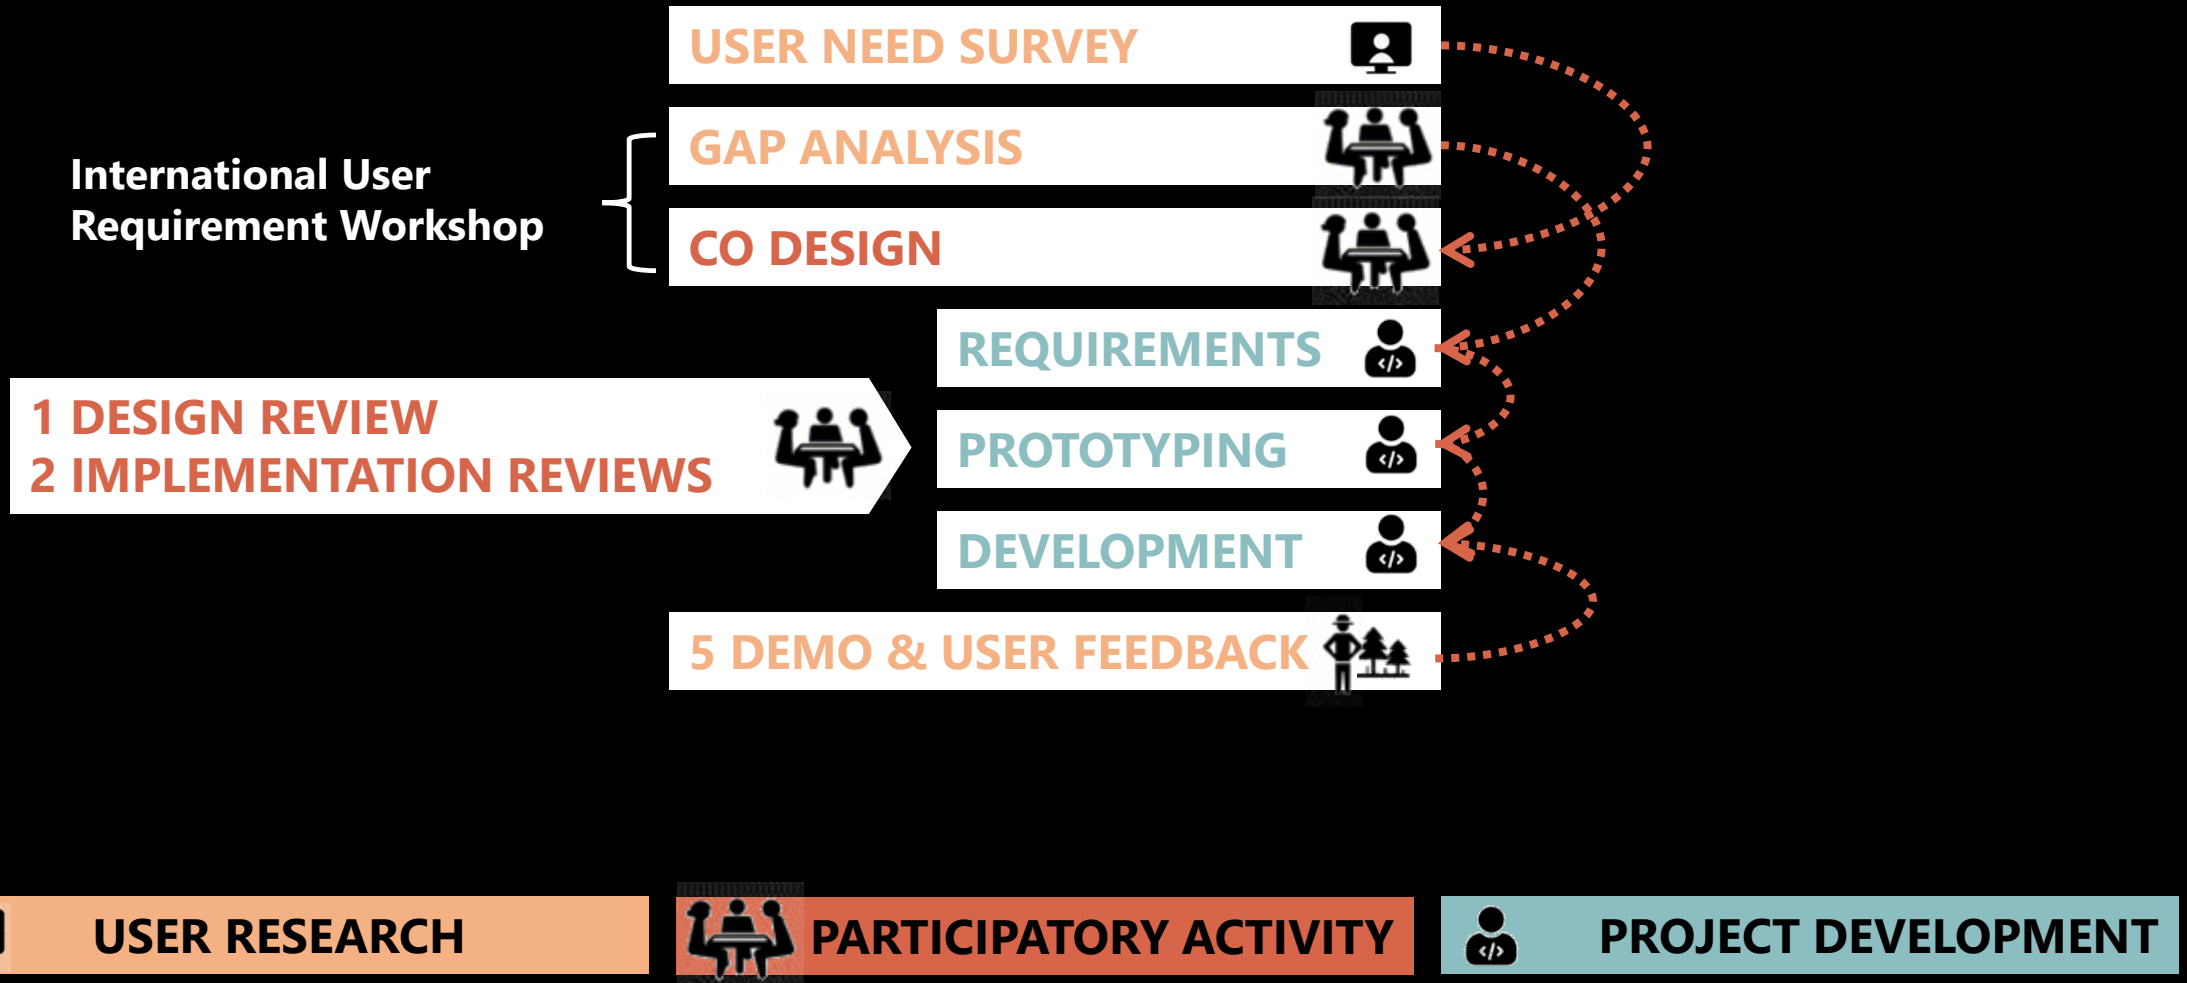 USER NEED SURVEY
GAP ANALYSIS
International User
Requirement Workshop
CO DESIGN
REQUIREMENTS
1 DESIGN REVIEW
2 IMPLEMENTATION REVIEWS
PROTOTYPING
DEVELOPMENT
5 DEMO & USER FEEDBACK
USER RESEARCH
PARTICIPATORY ACTIVITY
PROJECT DEVELOPMENT